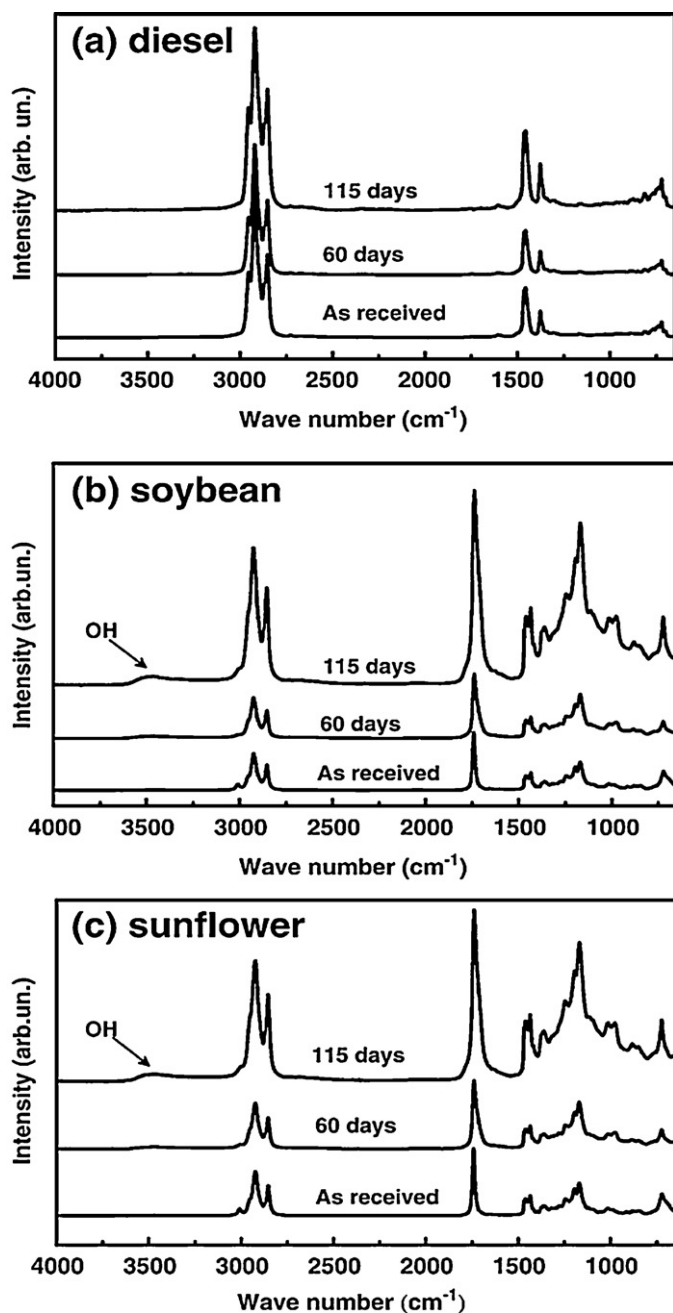 (a) diesel
Intensity (arb. un.)
115 days
60 days
As received
4000 3500 3000 2500 2000 1500 1000
Wave number (cm⁻¹)
(b) soybean
Intensity (arb.un.)
OH
115 days
60 days
As received
4000 3500 3000 2500 2000 1500 1000
Wave number (cm⁻¹)
(c) sunflower
Intensity (arb.un.)
OH
115 days
60 days
As received
4000 3500 3000 2500 2000 1500 1000
Wave number (cm⁻¹)